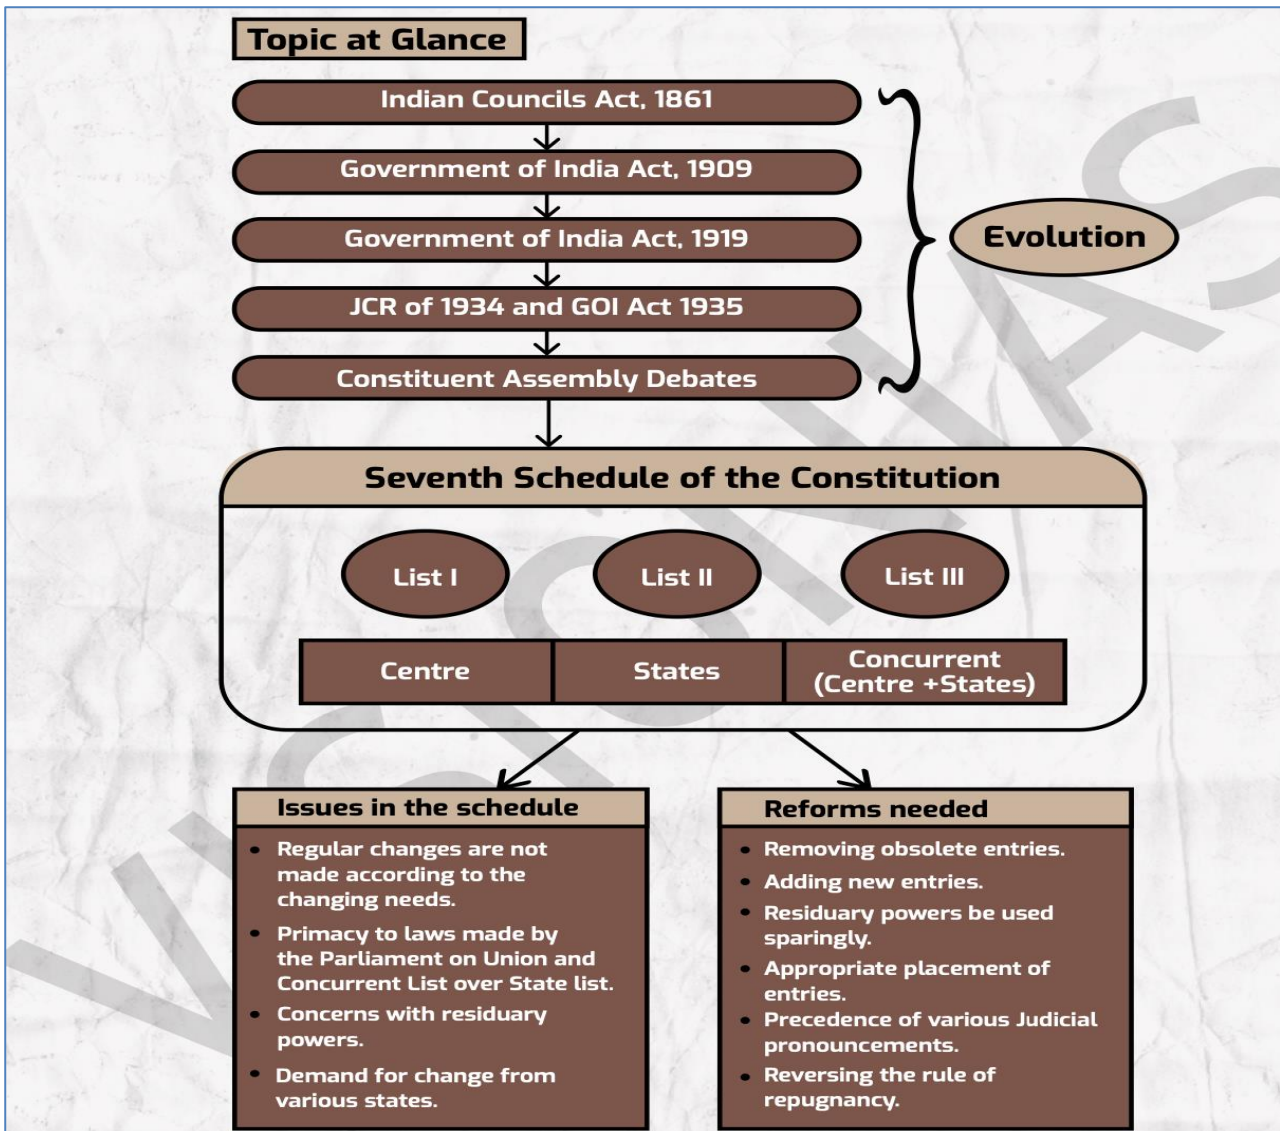 Topic at Glance
Indian Councils Act, 1861
Government of India Act, 1909
Government of India Act, 1919
JCR of 1934 and GOI Act 1935
Constituent Assembly Debates
Evolution
Seventh Schedule of the Constitution
List I
List II
List III
Centre
States
Concurrent
(Centre +States)
Issues in the schedule
• Regular changes are not
made according to the
changing needs.
• Primacy to laws made by
the Parliament on Union and
Concurrent List over State list.
• Concerns with residuary
powers.
• Demand for change from
various states.
Reforms needed
• Removing obsolete entries.
• Adding new entries.
• Residuary powers be used
sparingly.
• Appropriate placement of
entries.
• Precedence of various Judicial
pronouncements.
• Reversing the rule of
repugnancy.
VISIONIAS